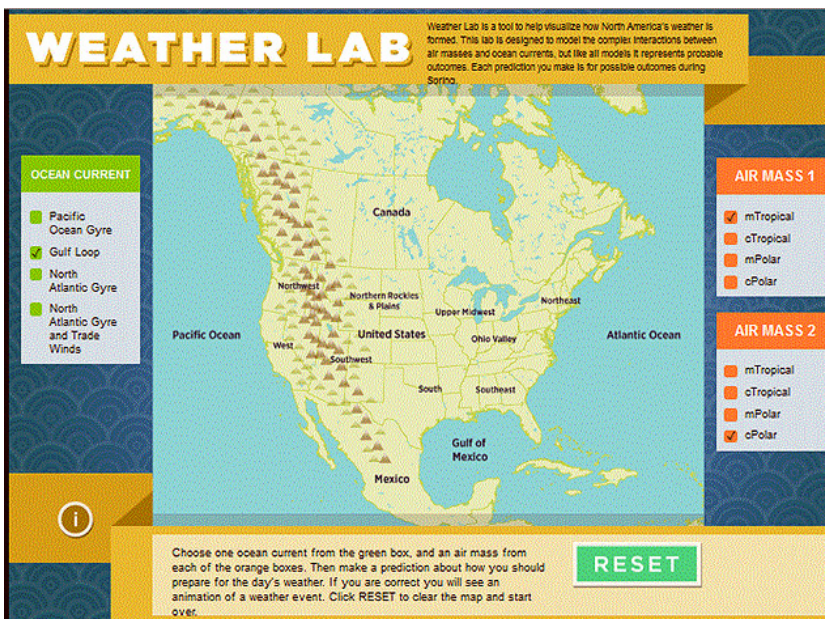 WEATHER LAB
Weather Lab is a tool to help visualize how North America's weather is
formed. This lab is designed to model the complex interactions between
air masses and ocean currents, but like all models it represents probable
outcomes. Each prediction you make is for possible outcomes during
Spring.
OCEAN CURRENT
Pacific
Ocean Gyre
Gulf Loop
North
Atlantic Gyre
North
Atlantic Gyre
and Trade
Winds
Canada
Northwest
Northern Rockies
& Plains
Upper Midwest
Northeast
Pacific Ocean
West
United States
Ohio Valley
Atlantic Ocean
Southwest
South
Southeast
Gulf of
Mexico
Mexico
AIR MASS 1
mTropical
cTropical
mPolar
cPolar
AIR MASS 2
mTropical
cTropical
mPolar
cPolar
i
Choose one ocean current from the green box, and an air mass from
each of the orange boxes. Then make a prediction about how you should
prepare for the day's weather. If you are correct you will see an
animation of a weather event. Click RESET to clear the map and start
over.
RESET